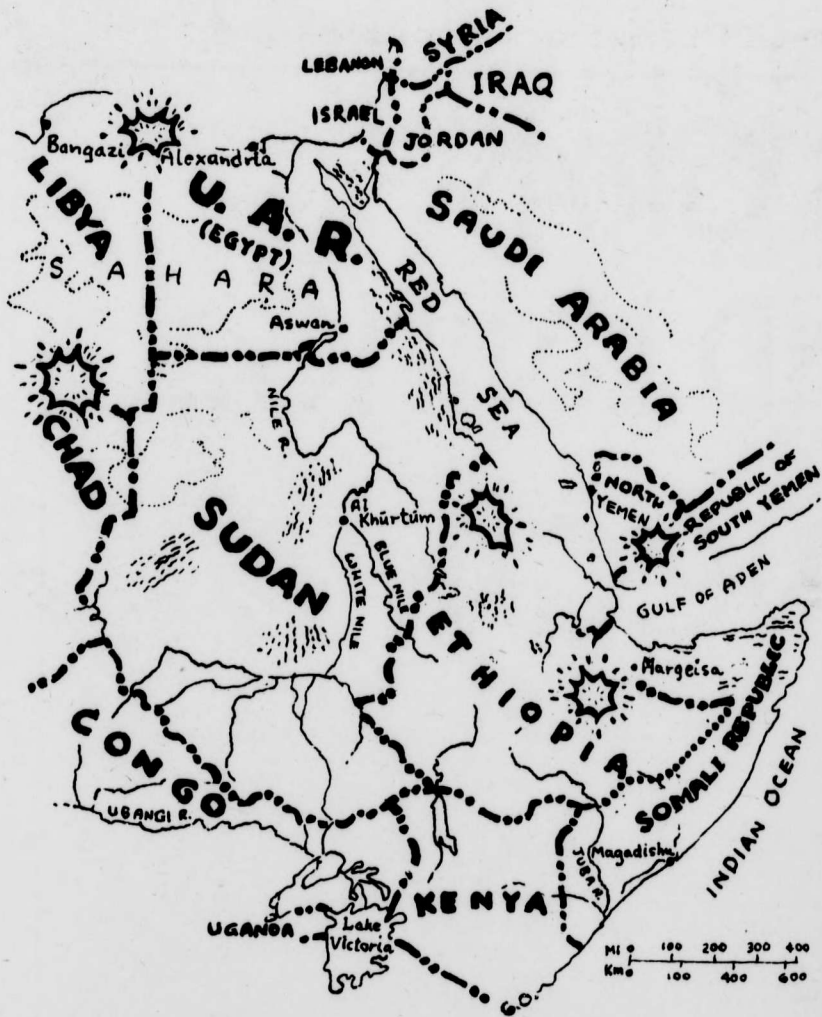 LEBANON
SYRIA
IRAQ
ISRAEL
JORDAN
Bangazi
Alexandria
LIBYA
U. A. R.
(EGYPT)
SAHARA
SAUDI ARABIA
RED SEA
Aswan
NILE R.
CHAD
SUDAN
Al Khurtum
BLUE NILE
WHITE NILE
NORTH YEMEN
REPUBLIC OF SOUTH YEMEN
GULF OF ADEN
ETHIOPIA
Margeisa
SOMALI REPUBLIC
CONGO
UBANGI R.
INDIAN OCEAN
Magadishu
JUBA R.
KENYA
UGANDA
Lake Victoria
Mi 0 100 200 300 400
Km 0 100 400 600
G.O.